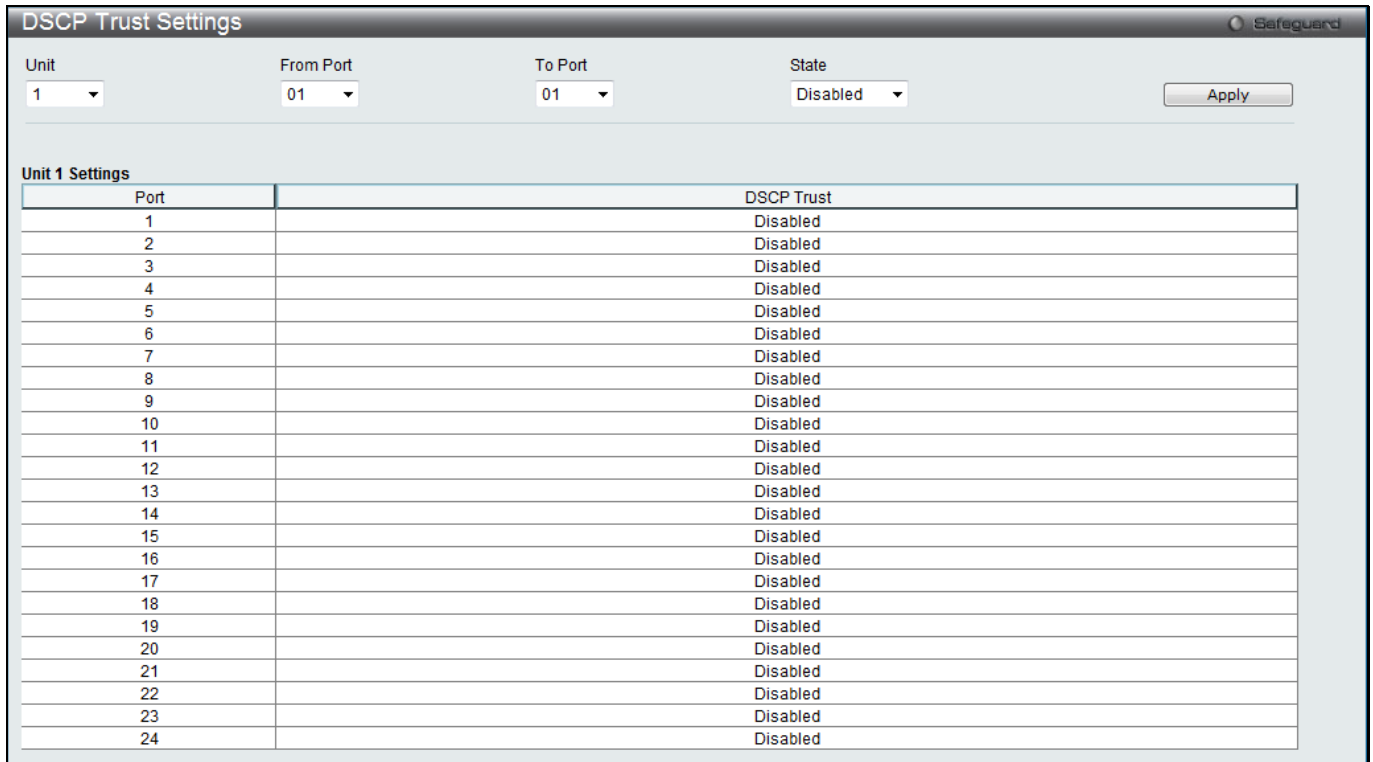 DSCP Trust Settings
Safeguard
Unit From Port To Port State
1 01 01 Disabled Apply
Unit 1 Settings
Port DSCP Trust
1 Disabled
2 Disabled
3 Disabled
4 Disabled
5 Disabled
6 Disabled
7 Disabled
8 Disabled
9 Disabled
10 Disabled
11 Disabled
12 Disabled
13 Disabled
14 Disabled
15 Disabled
16 Disabled
17 Disabled
18 Disabled
19 Disabled
20 Disabled
21 Disabled
22 Disabled
23 Disabled
24 Disabled